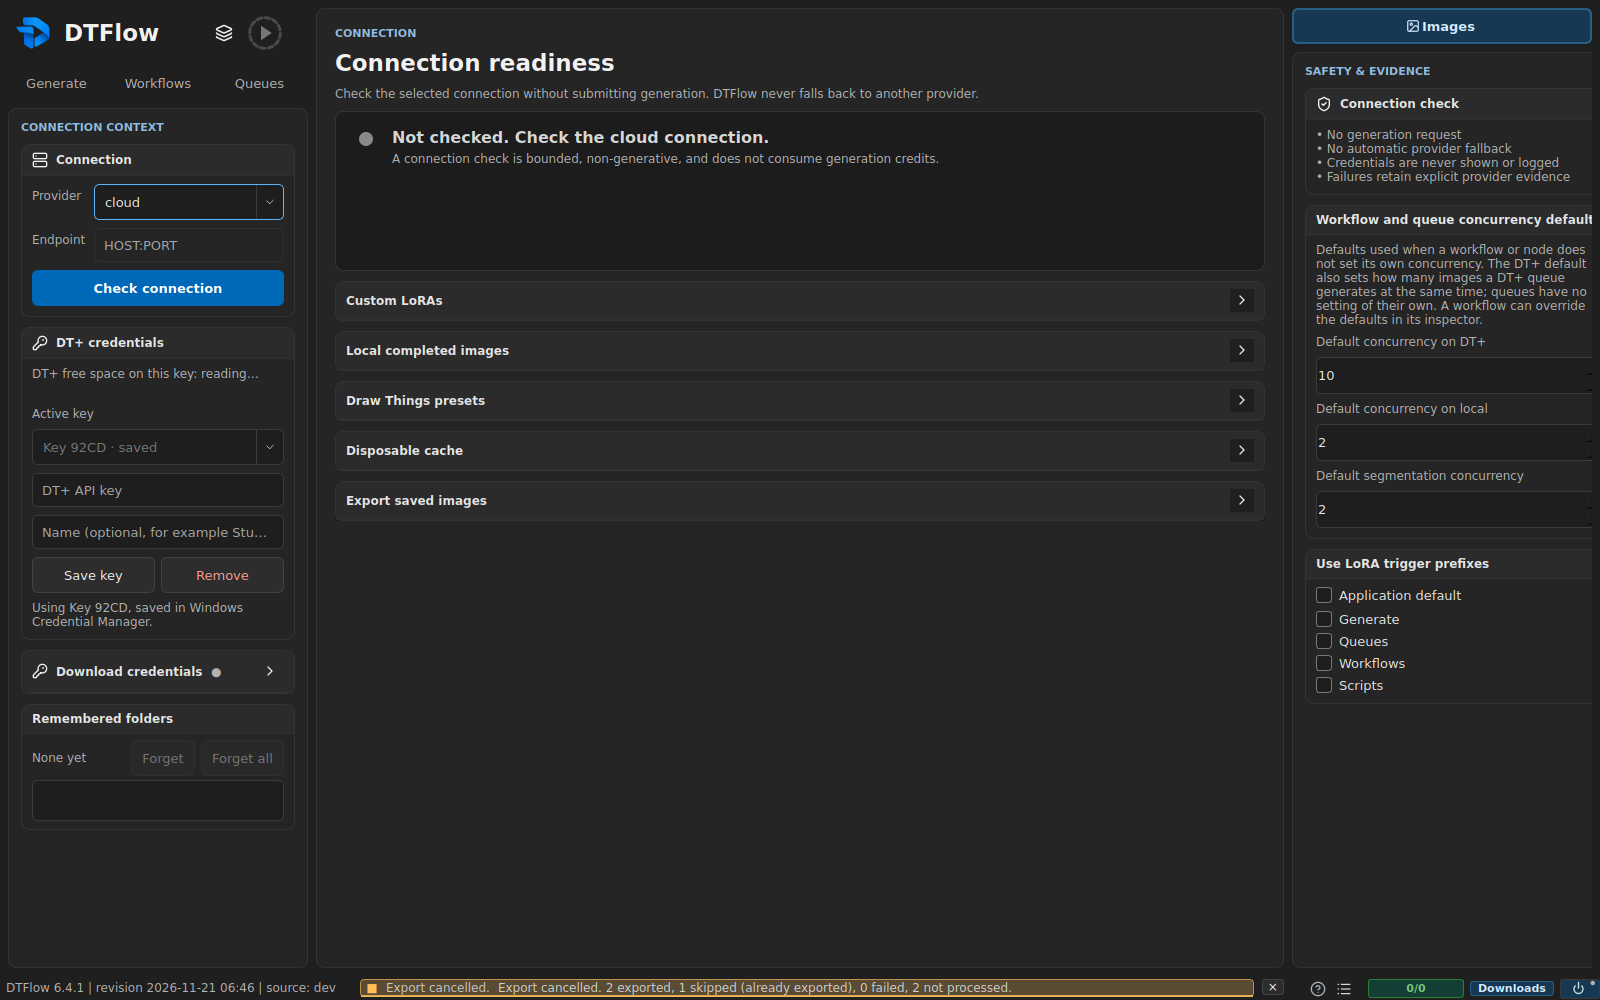 DTFlow
Generate Workflows Queues
CONNECTION CONTEXT
Connection
Provider cloud
Endpoint HOST:PORT
Check connection
DT+ credentials
DT+ free space on this key: reading...
Active key
Key 92CD · saved
DT+ API key
Name (optional, for example Stu...
Save key Remove
Using Key 92CD, saved in Windows
Credential Manager.
Download credentials
Remembered folders
None yet Forget Forget all
CONNECTION
Connection readiness
Check the selected connection without submitting generation. DTFlow never falls back to another provider.
Not checked. Check the cloud connection.
A connection check is bounded, non-generative, and does not consume generation credits.
Custom LoRAs
Local completed images
Draw Things presets
Disposable cache
Export saved images
Images
SAFETY & EVIDENCE
Connection check
• No generation request
• No automatic provider fallback
• Credentials are never shown or logged
• Failures retain explicit provider evidence
Workflow and queue concurrency default
Defaults used when a workflow or node does
not set its own concurrency. The DT+ default
also sets how many images a DT+ queue
generates at the same time; queues have no
setting of their own. A workflow can override
the defaults in its inspector.
Default concurrency on DT+
10
Default concurrency on local
2
Default segmentation concurrency
2
Use LoRA trigger prefixes
Application default
Generate
Queues
Workflows
Scripts
DTFlow 6.4.1 | revision 2026-11-21 06:46 | source: dev
Export cancelled. Export cancelled. 2 exported, 1 skipped (already exported), 0 failed, 2 not processed.
0/0
Downloads